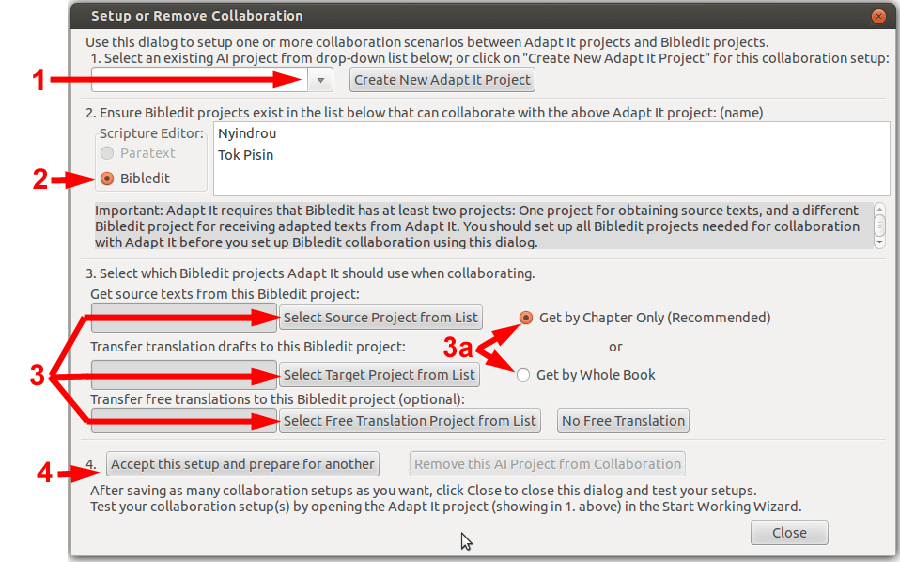 Setup or Remove Collaboration
Use this dialog to setup one or more collaboration scenarios between Adapt It projects and Bibledit projects.
1. Select an existing AI project from drop-down list below; or click on "Create New Adapt It Project" for this collaboration setup:
1
Create New Adapt It Project
2. Ensure Bibledit projects exist in the list below that can collaborate with the above Adapt It project: (name)
Scripture Editor:
Paratext
2
Bibledit
Nyindrou
Tok Pisin
Important: Adapt It requires that Bibledit has at least two projects: One project for obtaining source texts, and a different
Bibledit project for receiving adapted texts from Adapt It. You should set up all Bibledit projects needed for collaboration
with Adapt It before you set up Bibledit collaboration using this dialog.
3. Select which Bibledit projects Adapt It should use when collaborating.
Get source texts from this Bibledit project:
Select Source Project from List
Get by Chapter Only (Recommended)
Transfer translation drafts to this Bibledit project:
3a
or
3
Select Target Project from List
Get by Whole Book
Transfer free translations to this Bibledit project (optional):
Select Free Translation Project from List
No Free Translation
4
4.
Accept this setup and prepare for another
Remove this AI Project from Collaboration
After saving as many collaboration setups as you want, click Close to close this dialog and test your setups.
Test your collaboration setup(s) by opening the Adapt It project (showing in 1. above) in the Start Working Wizard.
Close